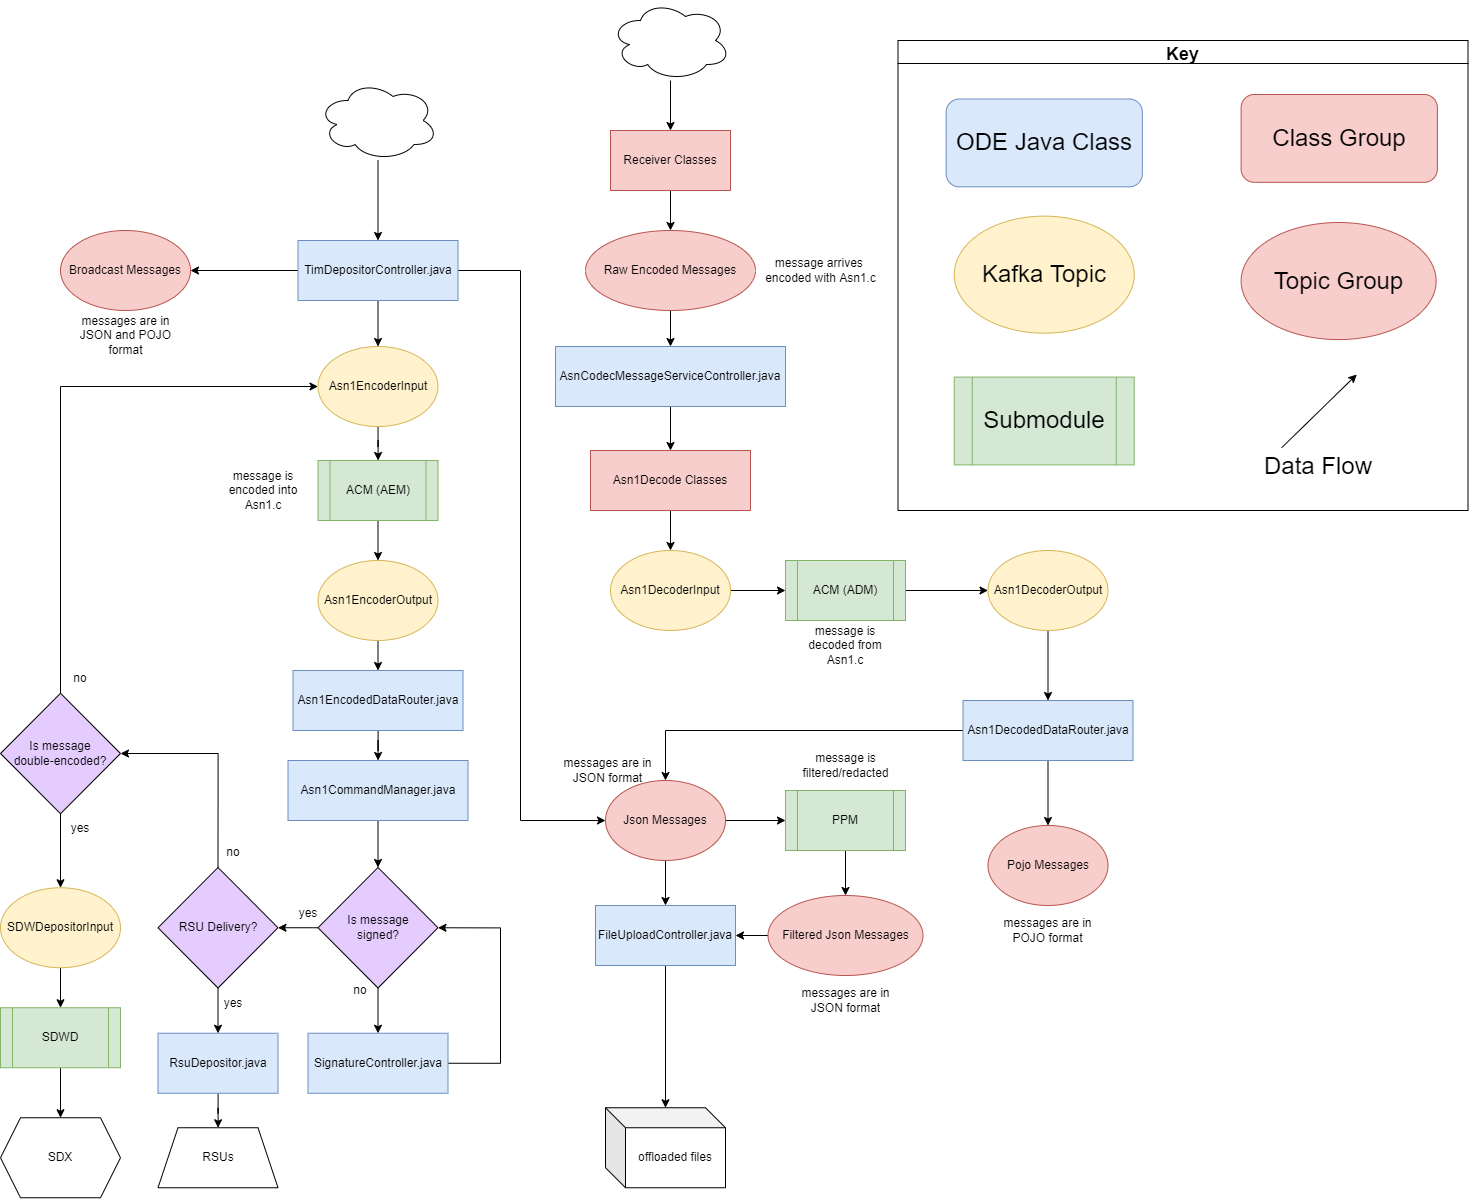 Key
ODE Java Class
Class Group
Kafka Topic
Topic Group
Submodule
Data Flow
Receiver Classes
Raw Encoded Messages
message arrives
encoded with Asn1.c
AsnCodecMessageServiceController.java
Asn1Decode Classes
Asn1DecoderInput
ACM (ADM)
message is
decoded from
Asn1.c
Asn1DecoderOutput
Asn1DecodedDataRouter.java
Pojo Messages
messages are in
POJO format
messages are in
JSON format
Json Messages
message is
filtered/redacted
PPM
Filtered Json Messages
messages are in
JSON format
FileUploadController.java
offloaded files
TimDepositorController.java
Broadcast Messages
messages are in
JSON and POJO
format
Asn1EncoderInput
message is
encoded into
Asn1.c
ACM (AEM)
Asn1EncoderOutput
Asn1EncodedDataRouter.java
Asn1CommandManager.java
Is message
signed?
no
SignatureController.java
yes
RSU Delivery?
yes
RsuDepositor.java
RSUs
no
Is message
double-encoded?
no
yes
SDWDepositorInput
SDWD
SDX